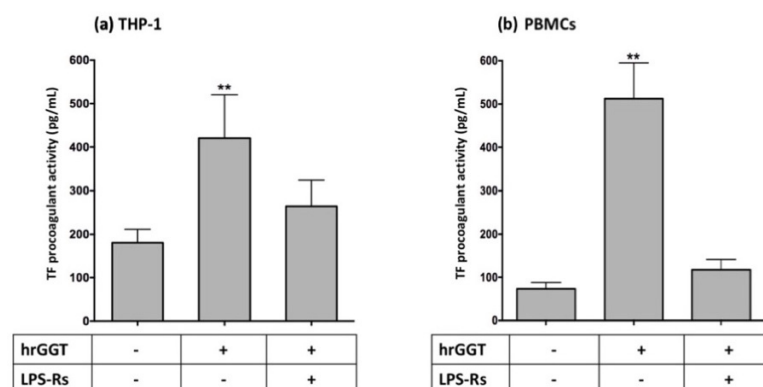 (a) THP-1
TF procoagulant activity (pg/mL)
600
500
400
300
200
100
0
**
hrGGT - + +
LPS-Rs +
(b) PBMCs
TF procoagulant activity (pg/mL)
600
500
400
300
200
100
0
**
hrGGT - + +
LPS-Rs +